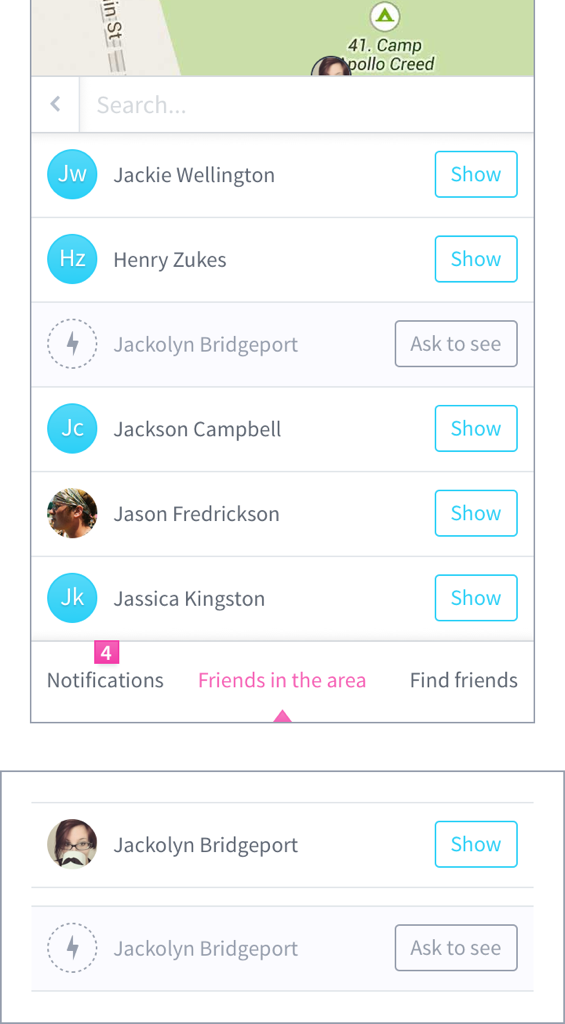 in St
41. Camp
Apollo Creed
Search...
Jw Jackie Wellington Show
Hz Henry Zukes Show
Jackolyn Bridgeport Ask to see
Jc Jackson Campbell Show
Jason Fredrickson Show
Jk Jassica Kingston Show
4
Notifications Friends in the area Find friends
Jackolyn Bridgeport Show
Jackolyn Bridgeport Ask to see